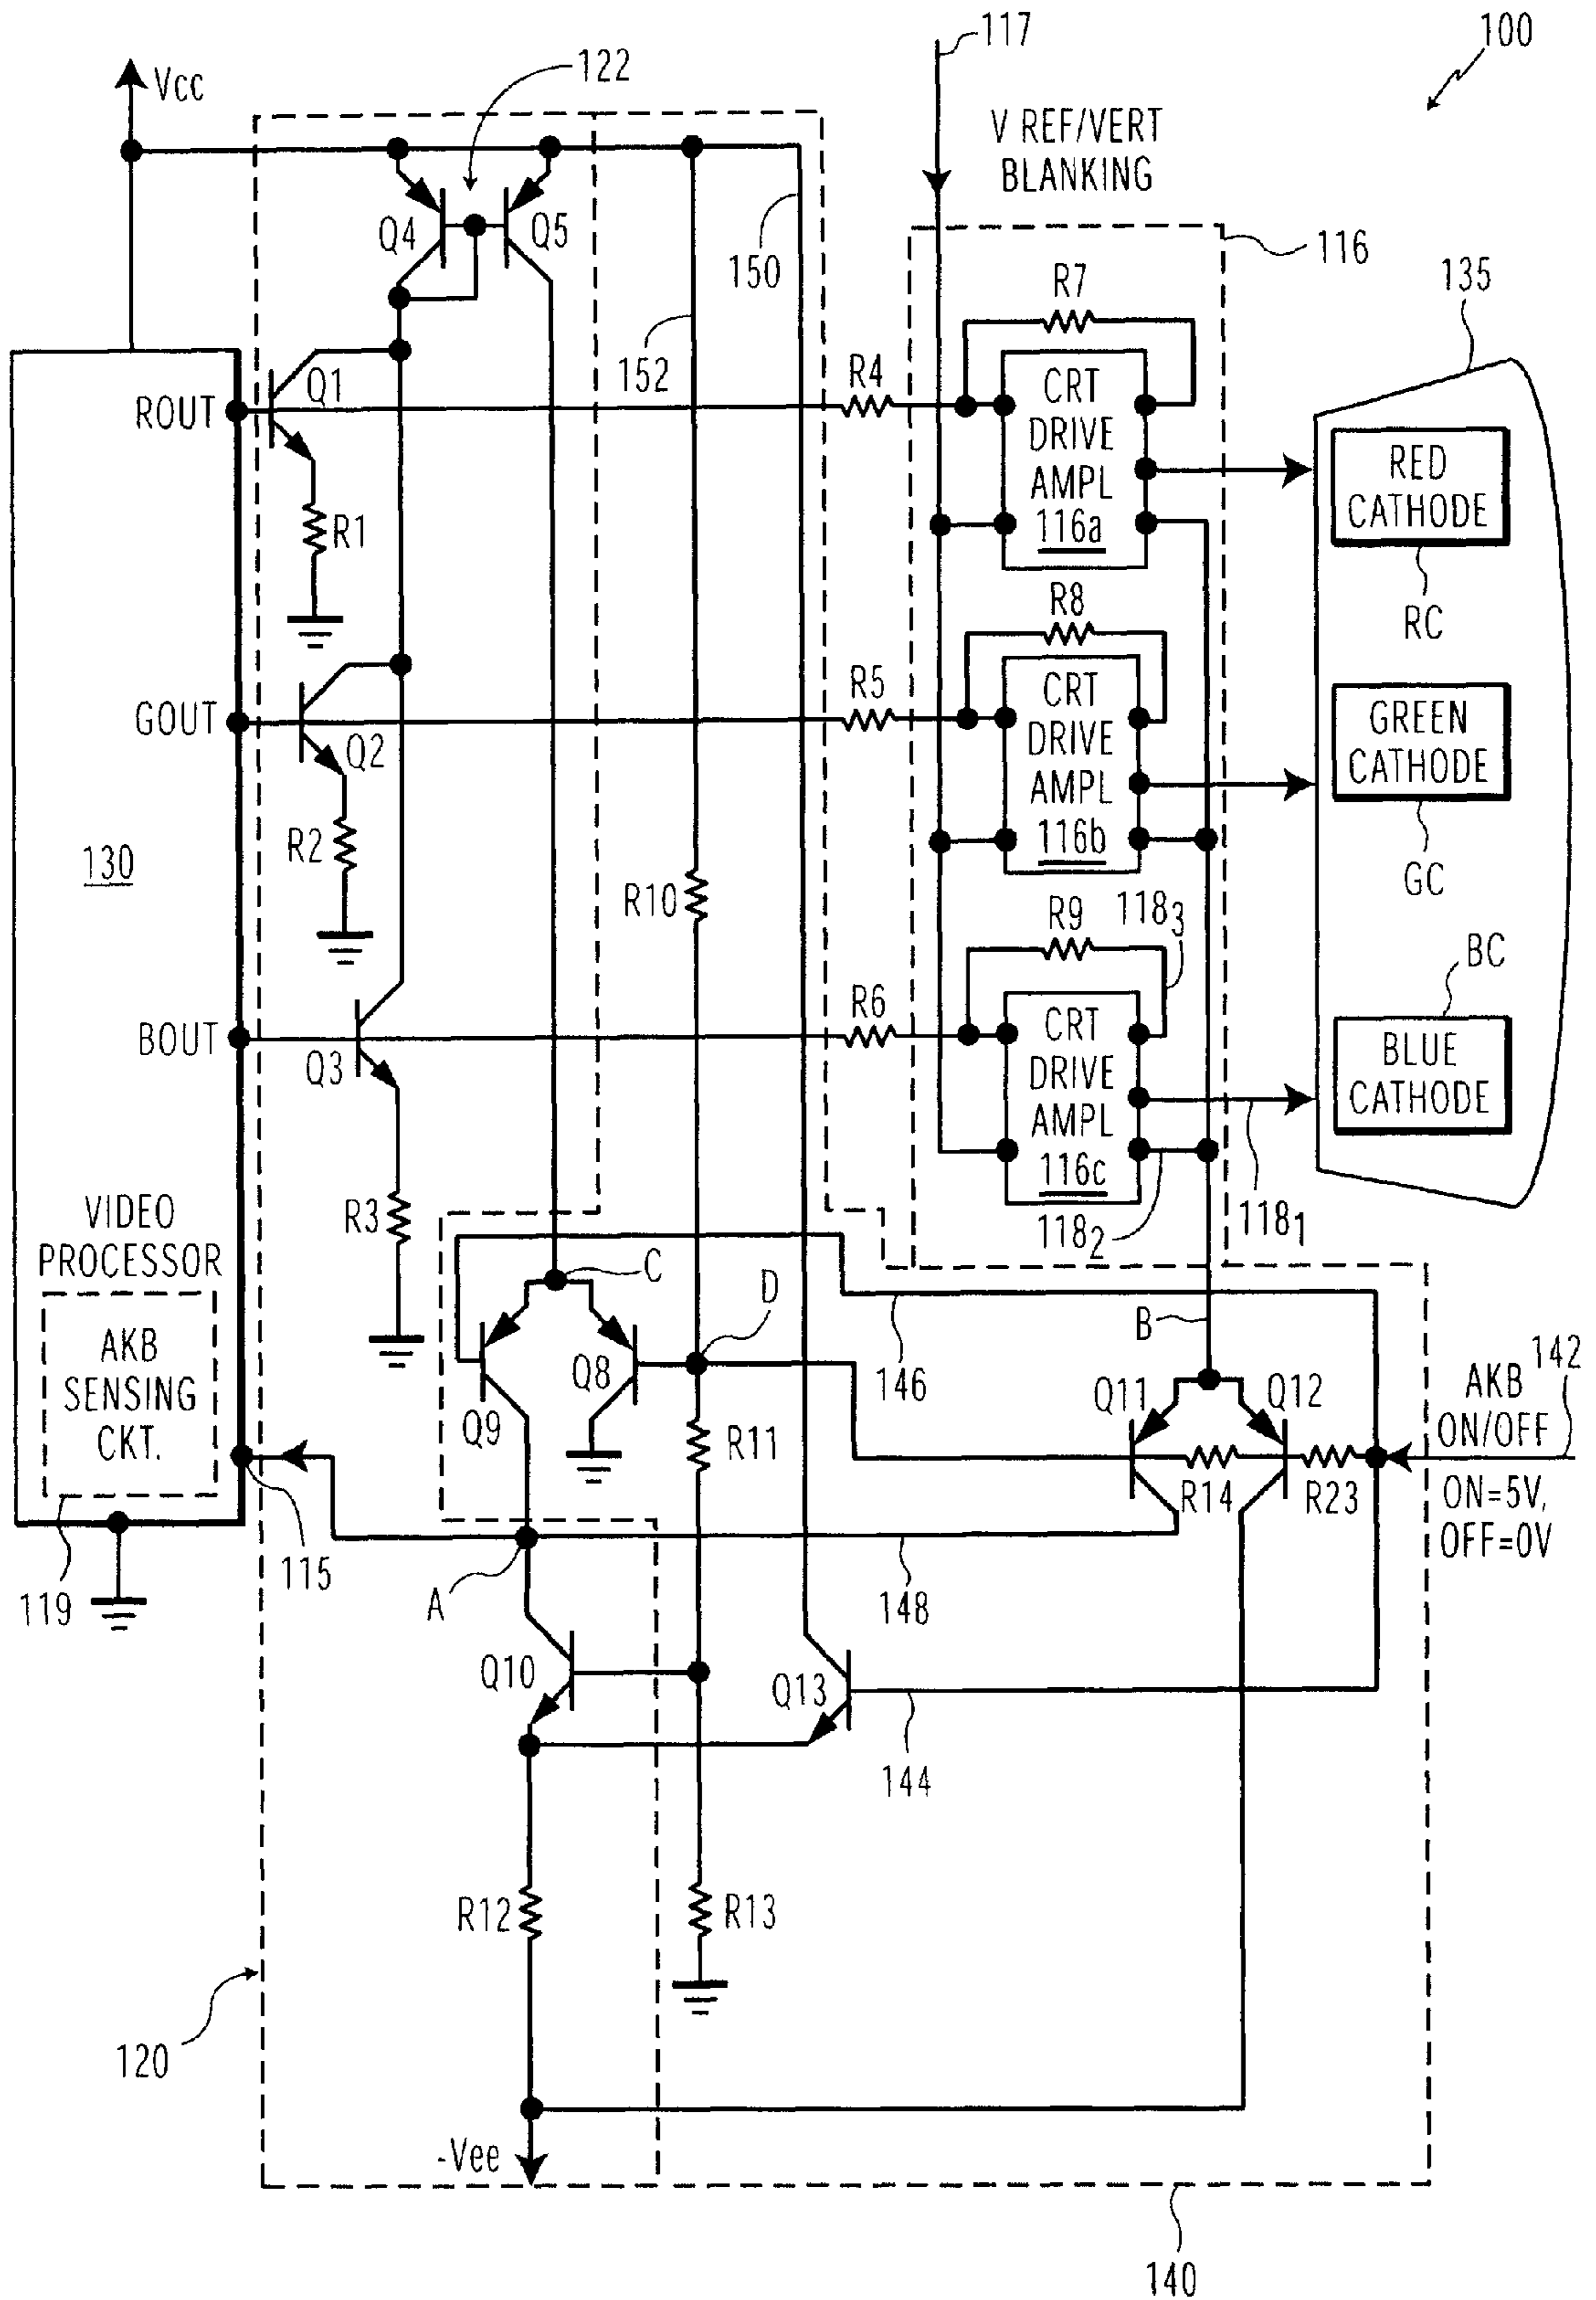 117
100
Vcc
122
V REF/VERT
BLANKING
Q4
Q5
150
116
135
R7
152
R4
CRT
DRIVE
AMPL
116a
ROUT
Q1
R1
RED
CATHODE
RC
R8
R5
CRT
DRIVE
AMPL
116b
GOUT
Q2
R2
GREEN
CATHODE
GC
130
R10
R9
118₃
BC
R6
CRT
DRIVE
AMPL
116c
BOUT
Q3
BLUE
CATHODE
R3
118₂
118₁
VIDEO
PROCESSOR
AKB
SENSING
CKT.
C
D
B
Q9
Q8
146
Q11
Q12
142
AKB
ON/OFF
ON=5V,
OFF=0V
R11
R14
R23
119
115
A
148
Q10
Q13
144
R12
R13
120
-Vee
140